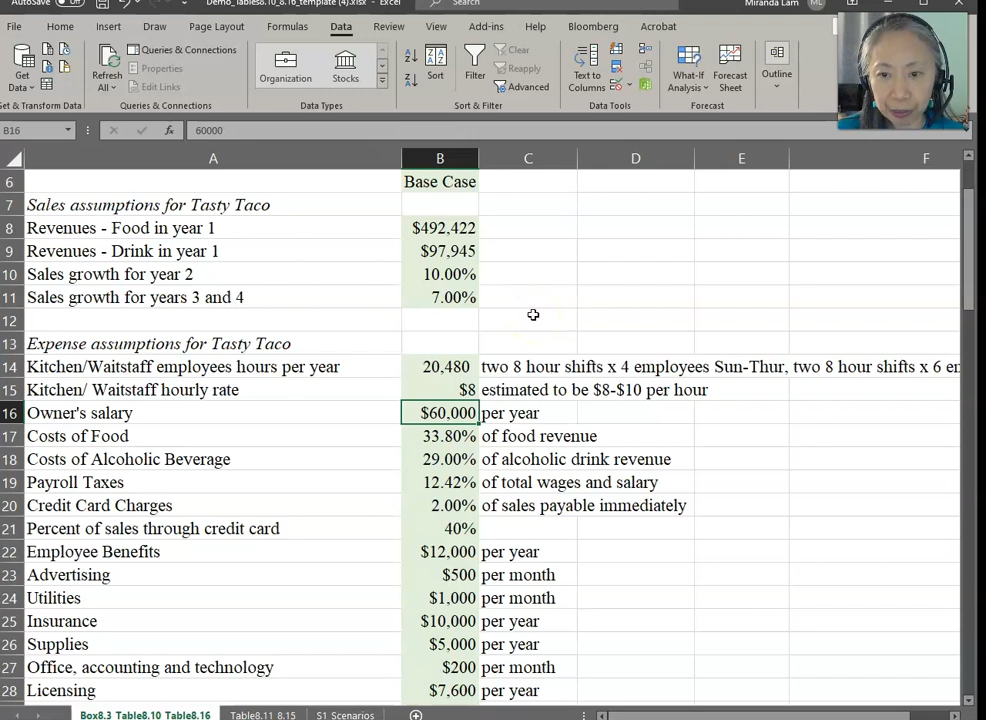 AutoSave Off Demo_Tables8.10_8.16_template (4).xlsx - Excel Search Miranda Lam ML
File Home Insert Draw Page Layout Formulas Data Review View Add-ins Help Bloomberg Acrobat
Get Data
Refresh All
Queries & Connections
Properties
Edit Links
Organization Stocks
Sort
Filter
Clear
Reapply
Advanced
Text to Columns
What-If Analysis
Forecast Sheet
Outline
Get & Transform Data Queries & Connections Data Types Sort & Filter Data Tools Forecast
B16 fx 60000
A B C D E F
6 Base Case
7 Sales assumptions for Tasty Taco
8 Revenues - Food in year 1 $492,422
9 Revenues - Drink in year 1 $97,945
10 Sales growth for year 2 10.00%
11 Sales growth for years 3 and 4 7.00%
12
13 Expense assumptions for Tasty Taco
14 Kitchen/Waitstaff employees hours per year 20,480 two 8 hour shifts x 4 employees Sun-Thur, two 8 hour shifts x 6 en
15 Kitchen/ Waitstaff hourly rate $8 estimated to be $8-$10 per hour
16 Owner's salary $60,000 per year
17 Costs of Food 33.80% of food revenue
18 Costs of Alcoholic Beverage 29.00% of alcoholic drink revenue
19 Payroll Taxes 12.42% of total wages and salary
20 Credit Card Charges 2.00% of sales payable immediately
21 Percent of sales through credit card 40%
22 Employee Benefits $12,000 per year
23 Advertising $500 per month
24 Utilities $1,000 per month
25 Insurance $10,000 per year
26 Supplies $5,000 per year
27 Office, accounting and technology $200 per month
28 Licensing $7,600 per year
Box8.3_Table8.10_Table8.16 Table8.11_8.15 S1 Scenarios